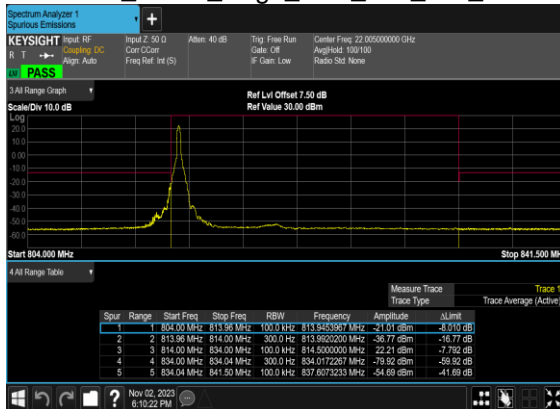 Spectrum Analyzer 1
Spurious Emissions
+
KEYSIGHT Input: RF Input Z: 50 Ω Atten: 40 dB Trig: Free Run Center Freq: 22.005000000 GHz
R T Coupling: DC Corr CCorr Gate: Off Avg|Hold: 100/100
Align: Auto Freq Ref: Int (S) IF Gain: Low Radio Std: None
PASS
3 All Range Graph Ref Lvl Offset 7.50 dB
Scale/Div 10.0 dB Ref Value 30.00 dBm
Log
20.0
10.0
0.00
-10.0
-20.0
-30.0
-40.0
-50.0
-60.0
Start 804.000 MHz Stop 841.500 MH
4 All Range Table
Measure Trace Trace 1
Trace Type Trace Average (Active)
Spur Range Start Freq Stop Freq RBW Frequency Amplitude ΔLimit
1 1 804.00 MHz 813.96 MHz 100.0 kHz 813.9453967 MHz -21.01 dBm -8.010 dB
2 2 813.96 MHz 814.00 MHz 300.0 Hz 813.9920200 MHz -36.77 dBm -16.77 dB
3 3 814.00 MHz 834.00 MHz 100.0 kHz 814.5000000 MHz 22.21 dBm -7.792 dB
4 4 834.00 MHz 834.04 MHz 300.0 Hz 834.0172267 MHz -79.92 dBm -59.92 dB
5 5 834.04 MHz 841.50 MHz 100.0 kHz 837.6073233 MHz -54.69 dBm -41.69 dB
? Nov 02, 2023
6:10:22 PM